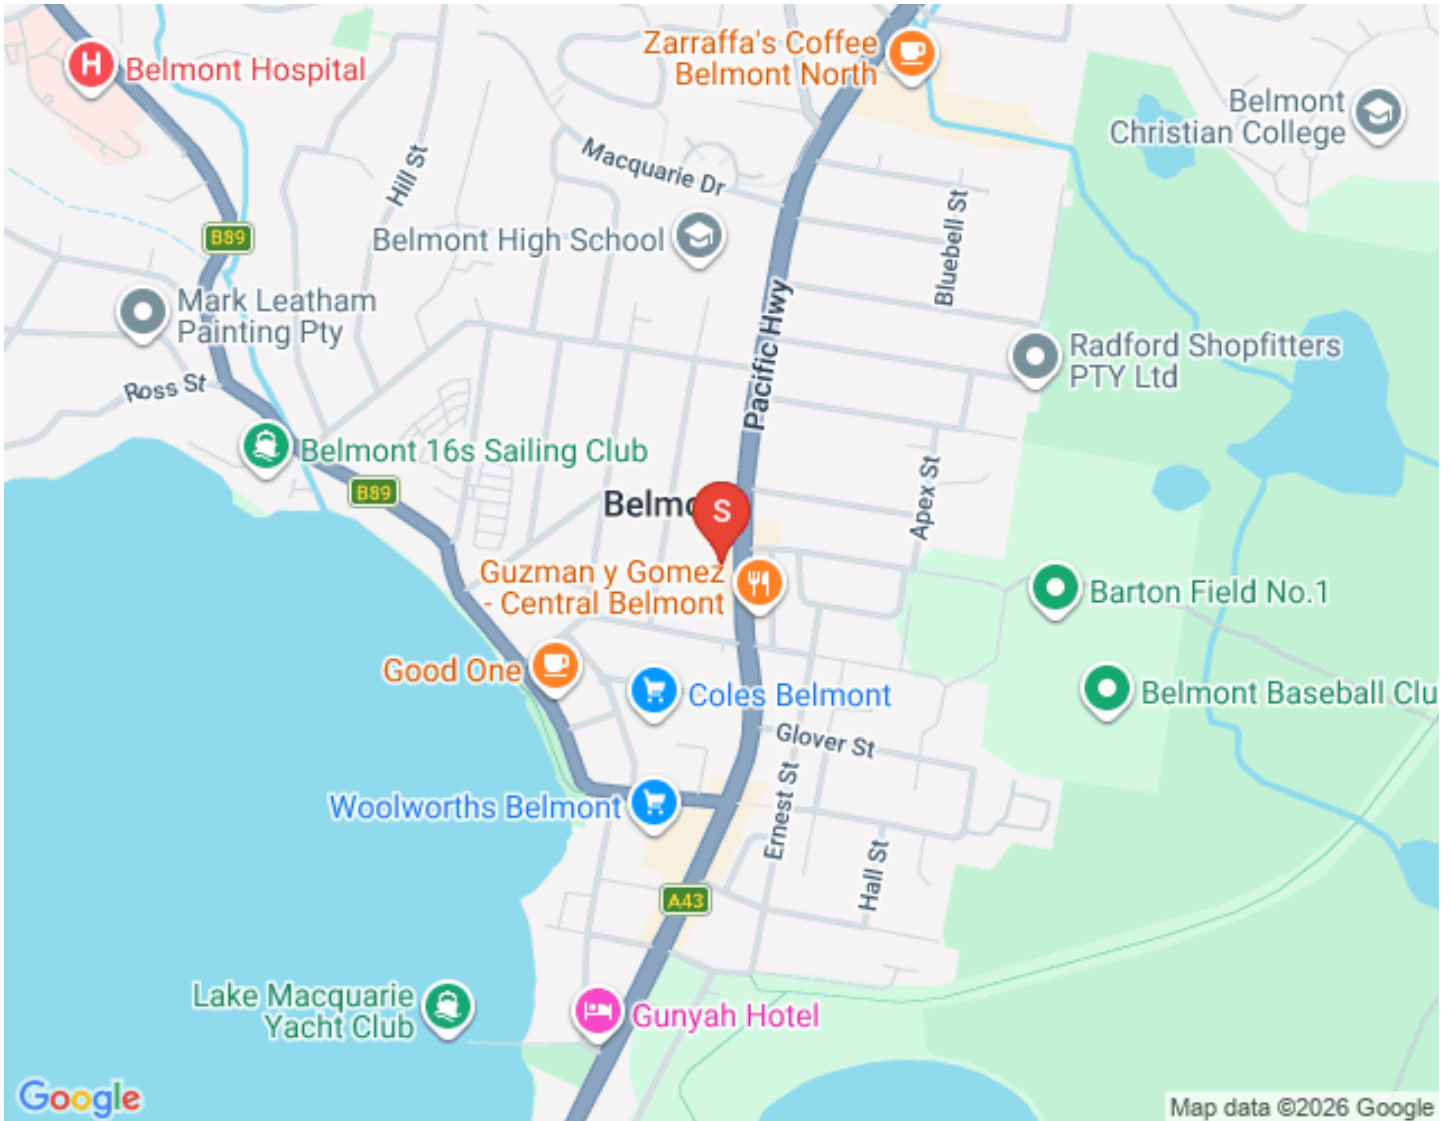 Zarraffa's Coffee
Belmont North
Belmont Hospital
Belmont
Christian College
Hill St
Macquarie Dr
Bluebell St
B89
Belmont High School
Mark Leatham
Painting Pty
Pacific Hwy
Radford Shopfitters
PTY Ltd
Ross St
Belmont 16s Sailing Club
B89
Apex St
Belmo
S
Guzman y Gomez
- Central Belmont
Barton Field No.1
Good One
Coles Belmont
Belmont Baseball Clu
Glover St
Ernest St
Woolworths Belmont
Hall St
A43
Lake Macquarie
Yacht Club
Gunyah Hotel
Google
Map data ©2026 Google